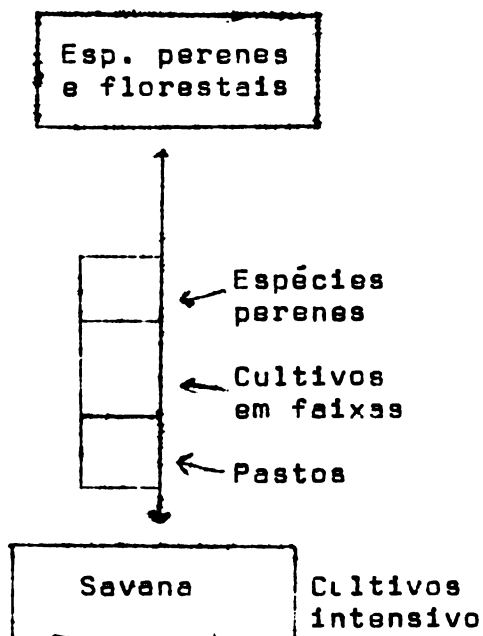 Esp. perenes
e florestais
Espécies
perenes
Cultivos
em faixas
Pastos
Savana
Cultivos
intensivo